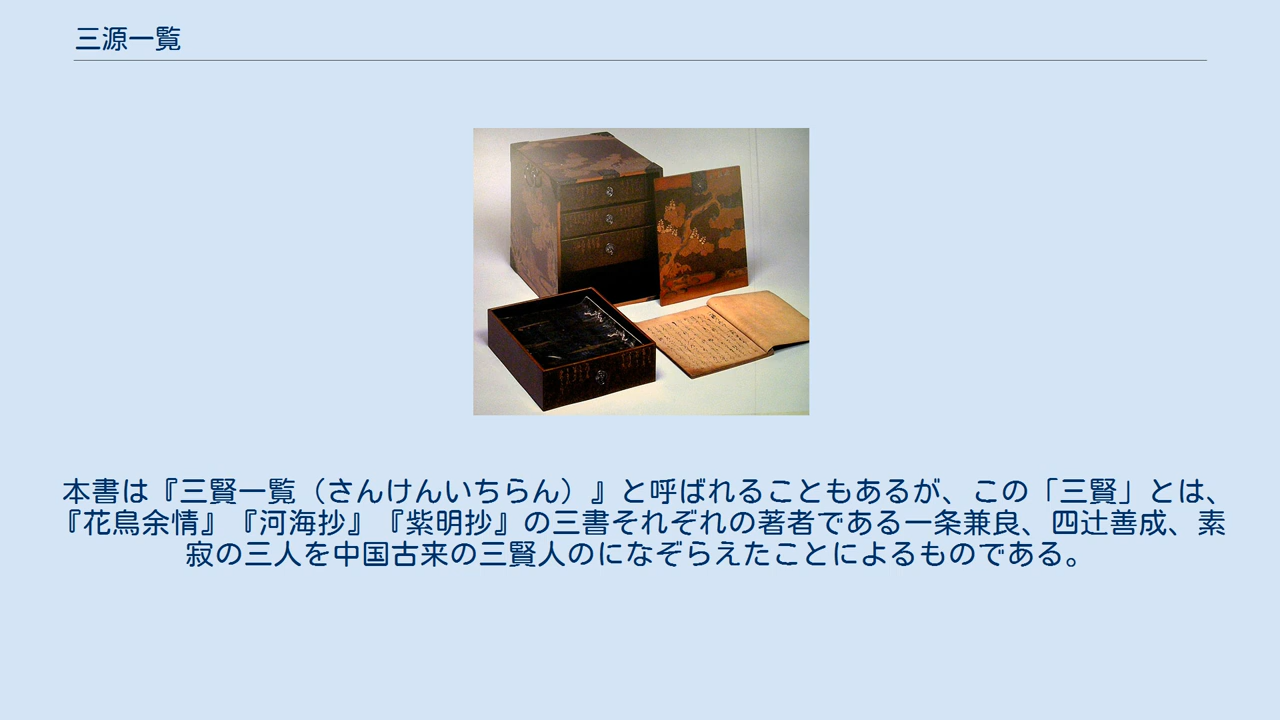 三源一覧
本書は『三賢一覧（さんけんいちらん）』と呼ばれることもあるが、この「三賢」とは、
『花鳥余情』『河海抄』『紫明抄』の三書それぞれの著者である一条兼良、四辻善成、素
寂の三人を中国古来の三賢人のになぞらえたことによるものである。